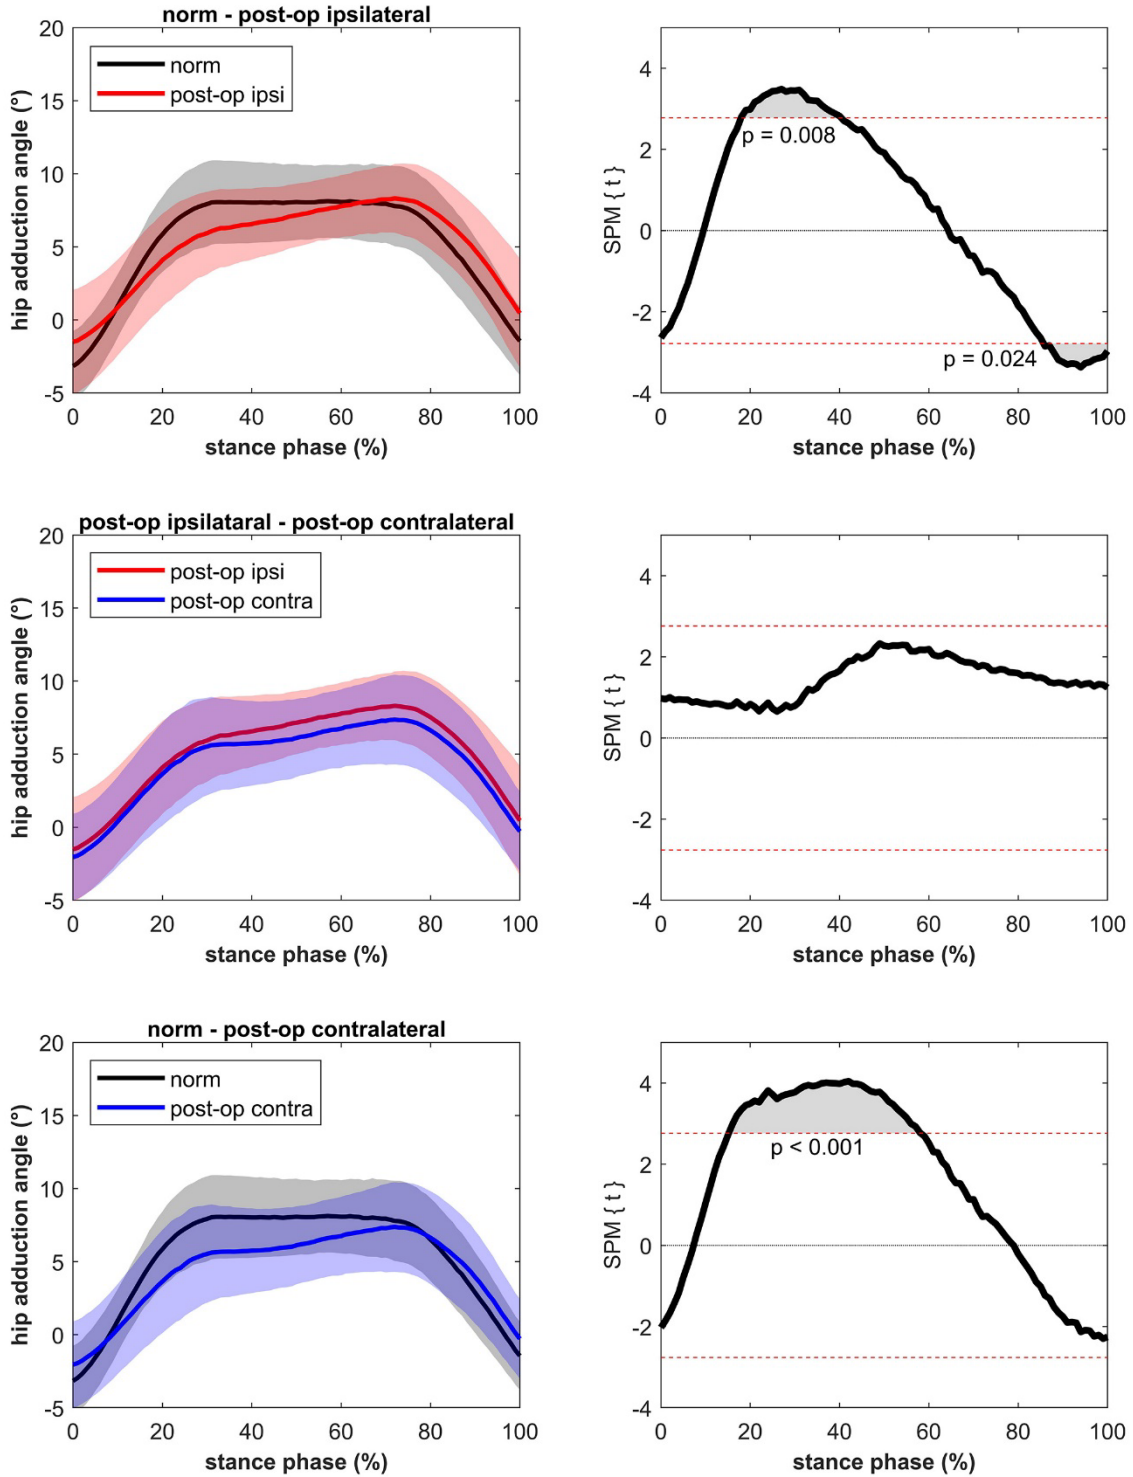 norm - post-op ipsilateral
20
15
10
5
0
-5
hip adduction angle (°)
norm
post-op ipsi
0 20 40 60 80 100
stance phase (%)
4
2
0
-2
-4
SPM { t }
p = 0.008
p = 0.024
0 20 40 60 80 100
stance phase (%)
post-op ipsilataral - post-op contralateral
20
15
10
5
0
-5
hip adduction angle (°)
post-op ipsi
post-op contra
0 20 40 60 80 100
stance phase (%)
4
2
0
-2
-4
SPM { t }
0 20 40 60 80 100
stance phase (%)
norm - post-op contralateral
20
15
10
5
0
-5
hip adduction angle (°)
norm
post-op contra
0 20 40 60 80 100
stance phase (%)
4
2
0
-2
-4
SPM { t }
p < 0.001
0 20 40 60 80 100
stance phase (%)